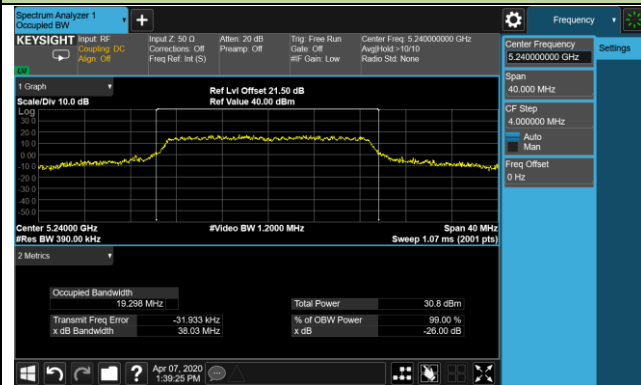 Spectrum Analyzer 1
Occupied BW
+
Frequency
KEYSIGHT
Input: RF
Coupling: DC
Align: Off
Input Z: 50 Ω
Corrections: Off
Freq Ref: Int (S)
Atten: 20 dB
Preamp: Off
Trig: Free Run
Gate: Off
#IF Gain: Low
Center Freq: 5.240000000 GHz
Avg|Hold:>10/10
Radio Std: None
Center Frequency
5.240000000 GHz
Settings
Span
40.000 MHz
CF Step
4.000000 MHz
Auto
Man
Freq Offset
0 Hz
1 Graph
Scale/Div 10.0 dB
Ref Lvl Offset 21.50 dB
Ref Value 40.00 dBm
Log
30.0
20.0
10.0
0.00
-10.0
-20.0
-30.0
-40.0
-50.0
Center 5.24000 GHz
#Res BW 390.00 kHz
#Video BW 1.2000 MHz
Span 40 MHz
Sweep 1.07 ms (2001 pts)
2 Metrics
Occupied Bandwidth
19.298 MHz
Total Power 30.8 dBm
Transmit Freq Error -31.933 kHz
% of OBW Power 99.00 %
x dB Bandwidth 38.03 MHz
x dB -26.00 dB
?
Apr 07, 2020
1:39:25 PM